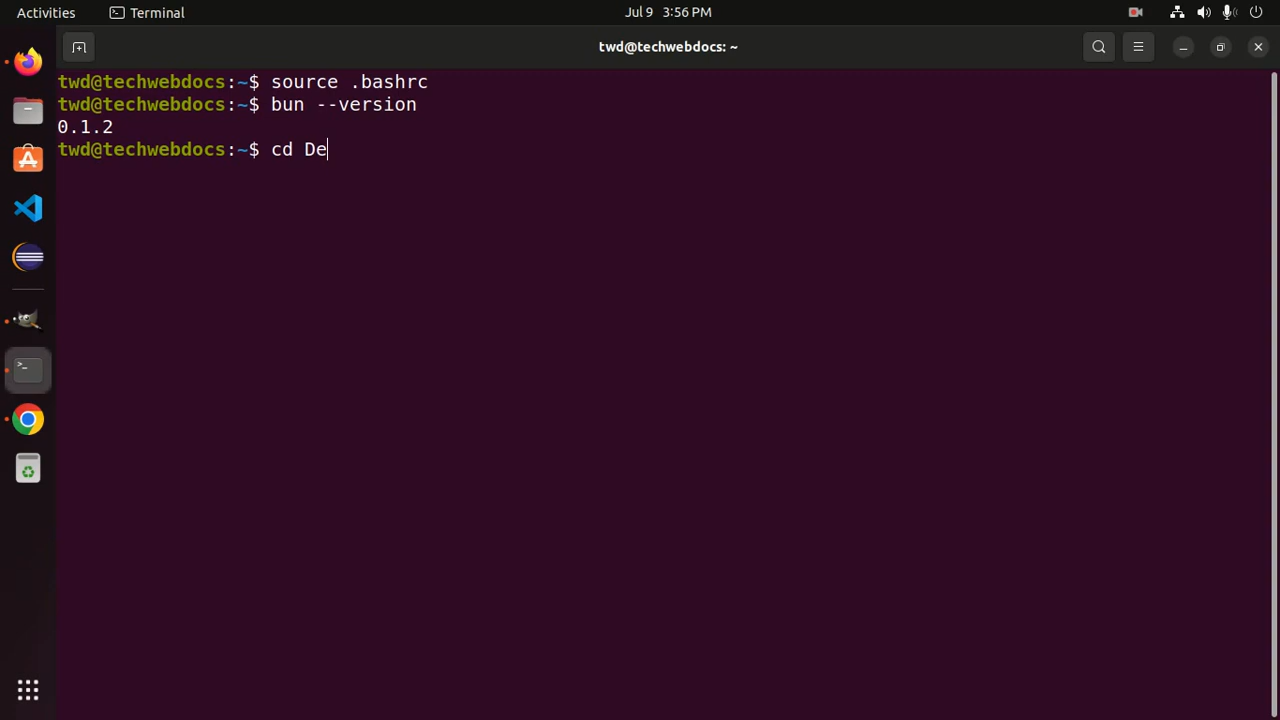 Activities Terminal Jul 9 3:56 PM
twd@techwebdocs: ~
twd@techwebdocs:~$ source .bashrc
twd@techwebdocs:~$ bun --version
0.1.2
twd@techwebdocs:~$ cd De